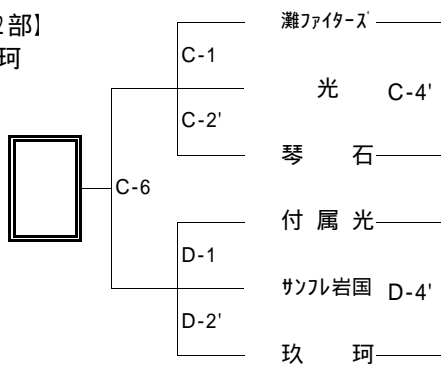 2部】
珂
灘ﾌｧｲﾀｰｽﾞ
C-1
光 C-4'
C-2'
琴 石
C-6
付 属 光
D-1
ｻﾝﾌﾚ岩国 D-4'
D-2'
玖 珂